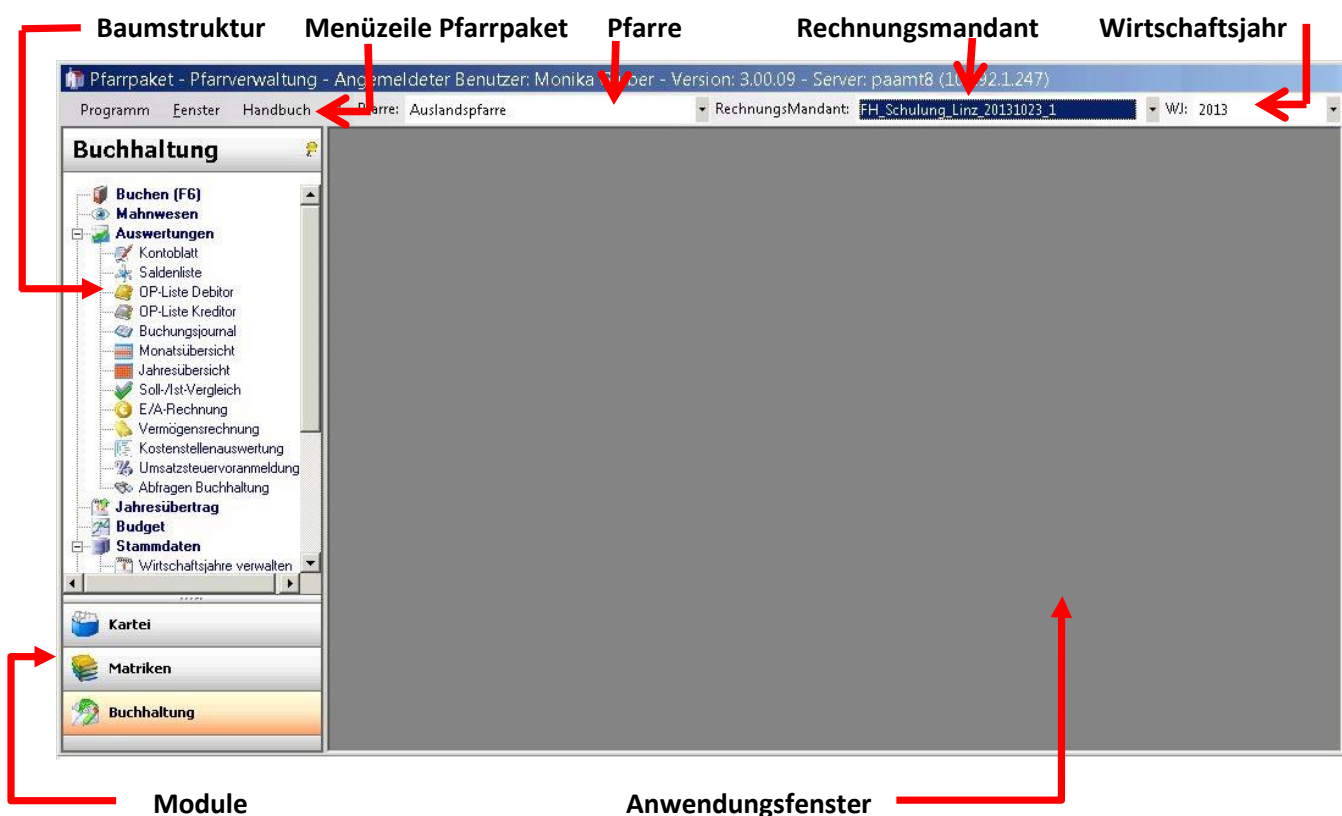 Baumstruktur Menüzeile Pfarrpaket Pfarre Rechnungsmandant Wirtschaftsjahr
Pfarrpaket - Pfarrverwaltung - Angemeldeter Benutzer: Monika - Version: 3.00.09 - Server: paamt8
Programm Fenster Handbuch Pfarre: Auslandspfarre RechnungsMandant: FH_Schulung_Linz_20131023_1 WJ: 2013
Buchhaltung
Buchen (F6)
Mahnwesen
Auswertungen
Kontoblatt
Saldenliste
OP-Liste Debitor
OP-Liste Kreditor
Buchungsjournal
Monatsübersicht
Jahresübersicht
Soll-/Ist-Vergleich
E/A-Rechnung
Vermögensrechnung
Kostenstellenauswertung
Umsatzsteuervoranmeldung
Abfragen Buchhaltung
Jahresübertrag
Budget
Stammdaten
Wirtschaftsjahre verwalten
Kartei
Matriken
Buchhaltung
Module Anwendungsfenster